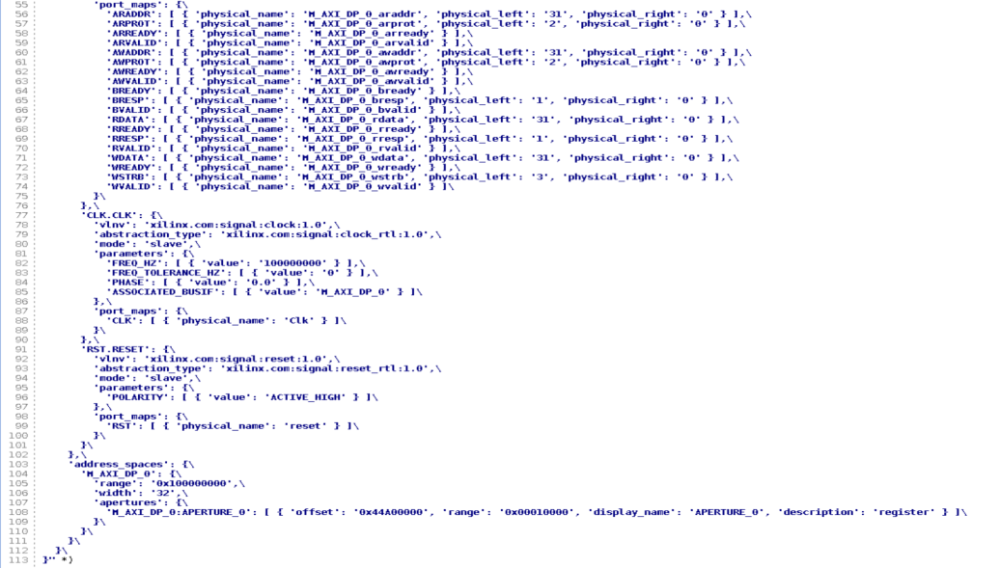 55 'port_maps': {\
56 'ARADDR': [ { 'physical_name': 'M_AXI_DP_0_araddr', 'physical_left': '31', 'physical_right': '0' } ],\
57 'ARPROT': [ { 'physical_name': 'M_AXI_DP_0_arprot', 'physical_left': '2', 'physical_right': '0' } ],\
58 'ARREADY': [ { 'physical_name': 'M_AXI_DP_0_arready' } ],\
59 'ARVALID': [ { 'physical_name': 'M_AXI_DP_0_arvalid' } ],\
60 'AWADDR': [ { 'physical_name': 'M_AXI_DP_0_awaddr', 'physical_left': '31', 'physical_right': '0' } ],\
61 'AWPROT': [ { 'physical_name': 'M_AXI_DP_0_awprot', 'physical_left': '2', 'physical_right': '0' } ],\
62 'AWREADY': [ { 'physical_name': 'M_AXI_DP_0_awready' } ],\
63 'AWVALID': [ { 'physical_name': 'M_AXI_DP_0_awvalid' } ],\
64 'BREADY': [ { 'physical_name': 'M_AXI_DP_0_bready' } ],\
65 'BRESP': [ { 'physical_name': 'M_AXI_DP_0_bresp', 'physical_left': '1', 'physical_right': '0' } ],\
66 'BVALID': [ { 'physical_name': 'M_AXI_DP_0_bvalid' } ],\
67 'RDATA': [ { 'physical_name': 'M_AXI_DP_0_rdata', 'physical_left': '31', 'physical_right': '0' } ],\
68 'RREADY': [ { 'physical_name': 'M_AXI_DP_0_rready' } ],\
69 'RRESP': [ { 'physical_name': 'M_AXI_DP_0_rresp', 'physical_left': '1', 'physical_right': '0' } ],\
70 'RVALID': [ { 'physical_name': 'M_AXI_DP_0_rvalid' } ],\
71 'WDATA': [ { 'physical_name': 'M_AXI_DP_0_wdata', 'physical_left': '31', 'physical_right': '0' } ],\
72 'WREADY': [ { 'physical_name': 'M_AXI_DP_0_wready' } ],\
73 'WSTRB': [ { 'physical_name': 'M_AXI_DP_0_wstrb', 'physical_left': '3', 'physical_right': '0' } ],\
74 'WVALID': [ { 'physical_name': 'M_AXI_DP_0_wvalid' } ]\
75 }\
76 },\
77 'CLK.CLK': {\
78 'vlnv': 'xilinx.com:signal:clock:1.0',\
79 'abstraction_type': 'xilinx.com:signal:clock_rtl:1.0',\
80 'mode': 'slave',\
81 'parameters': {\
82 'FREQ_HZ': [ { 'value': '100000000' } ],\
83 'FREQ_TOLERANCE_HZ': [ { 'value': '0' } ],\
84 'PHASE': [ { 'value': '0.0' } ],\
85 'ASSOCIATED_BUSIF': [ { 'value': 'M_AXI_DP_0' } ]\
86 },\
87 'port_maps': {\
88 'CLK': [ { 'physical_name': 'Clk' } ]\
89 }\
90 },\
91 'RST.RESET': {\
92 'vlnv': 'xilinx.com:signal:reset:1.0',\
93 'abstraction_type': 'xilinx.com:signal:reset_rtl:1.0',\
94 'mode': 'slave',\
95 'parameters': {\
96 'POLARITY': [ { 'value': 'ACTIVE_HIGH' } ]\
97 },\
98 'port_maps': {\
99 'RST': [ { 'physical_name': 'reset' } ]\
100 }\
101 }\
102 },\
103 'address_spaces': {\
104 'M_AXI_DP_0': {\
105 'range': '0x100000000',\
106 'width': '32',\
107 'apertures': {\
108 'M_AXI_DP_0:APERTURE_0': [ { 'offset': '0x44A00000', 'range': '0x00010000', 'display_name': 'APERTURE_0', 'description': 'register' } ]\
109 }\
110 }\
111 }\
112 }\
113 }" *)